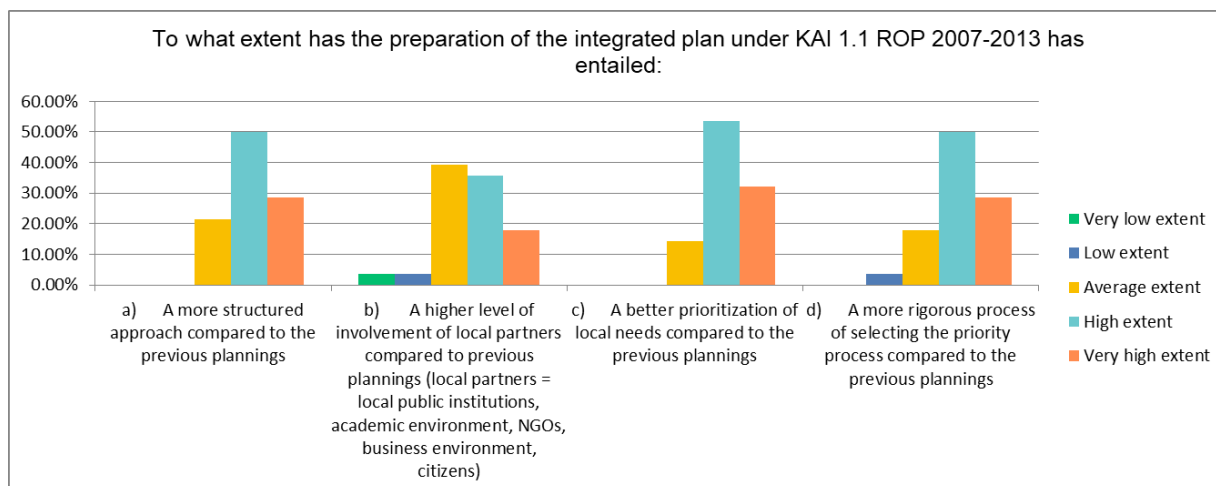 To what extent has the preparation of the integrated plan under KAI 1.1 ROP 2007-2013 has
entailed:
60.00%
50.00%
40.00%
30.00%
20.00%
10.00%
0.00%
a) A more structured
approach compared to the
previous plannings
b) A higher level of
involvement of local partners
compared to previous
plannings (local partners =
local public institutions,
academic environment, NGOs,
business environment,
citizens)
c) A better prioritization of
local needs compared to the
previous plannings
d) A more rigorous process
of selecting the priority
process compared to the
previous plannings
Very low extent
Low extent
Average extent
High extent
Very high extent